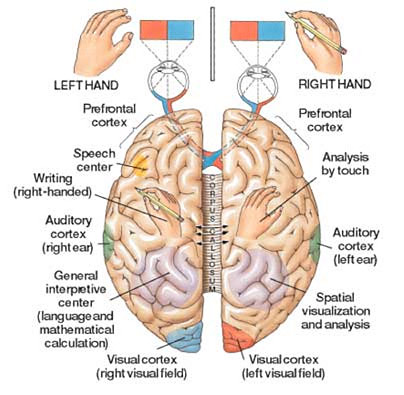 LEFT HAND
RIGHT HAND
Prefrontal
cortex
Prefrontal
cortex
Speech
center
Writing
(right-handed)
Auditory
cortex
(right ear)
General
interpretive
center
(language and
mathematical
calculation)
Visual cortex
(right visual field)
CORPUS CALLOSUM
Analysis
by touch
Auditory
cortex
(left ear)
Spatial
visualization
and analysis
Visual cortex
(left visual field)